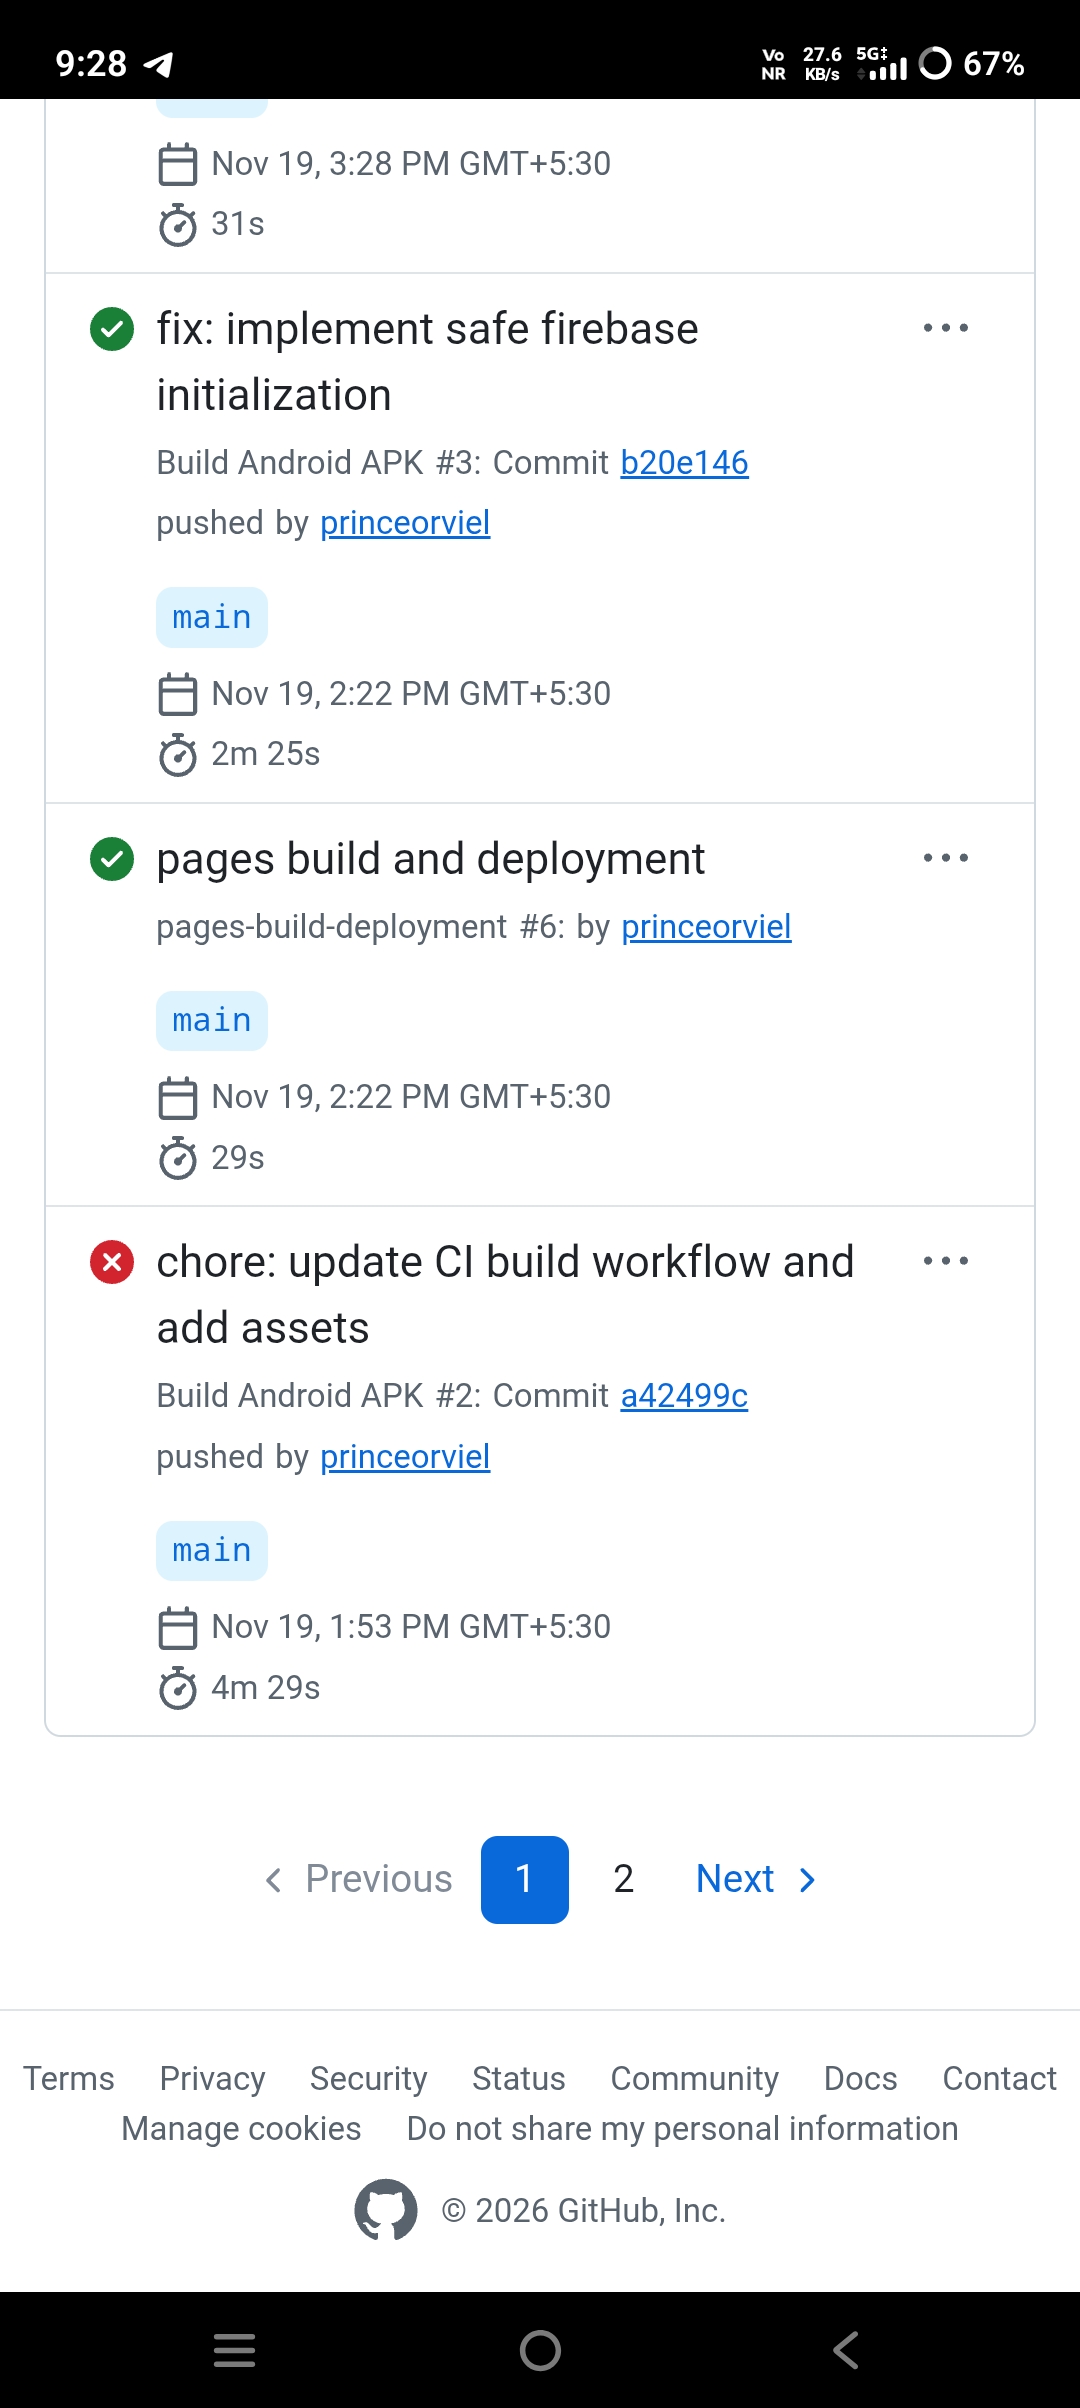 9:28
Vo NR 27.6 KB/s 5G 67%
Nov 19, 3:28 PM GMT+5:30
31s
fix: implement safe firebase
initialization
Build Android APK #3: Commit b20e146
pushed by princeorviel
main
Nov 19, 2:22 PM GMT+5:30
2m 25s
pages build and deployment
pages-build-deployment #6: by princeorviel
main
Nov 19, 2:22 PM GMT+5:30
29s
chore: update CI build workflow and
add assets
Build Android APK #2: Commit a42499c
pushed by princeorviel
main
Nov 19, 1:53 PM GMT+5:30
4m 29s
Previous 1 2 Next
Terms Privacy Security Status Community Docs Contact
Manage cookies Do not share my personal information
© 2026 GitHub, Inc.